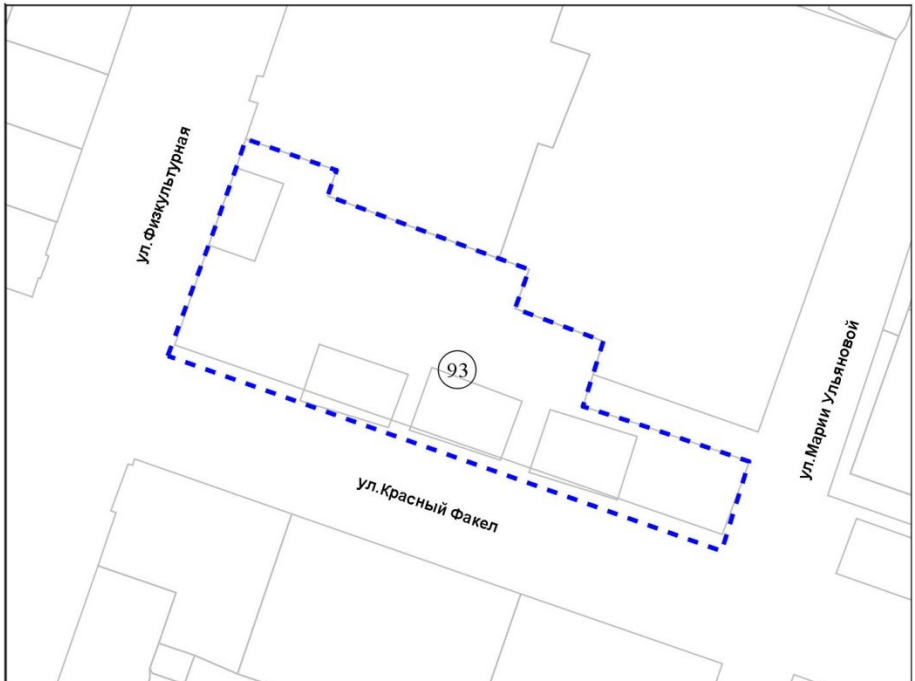 ул.Физкультурная
93
ул.Марии Ульяновой
ул.Красный Факел